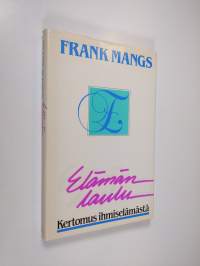 FRANK MANGS
E
Elämän
laulu
Kertomus ihmiselämästä